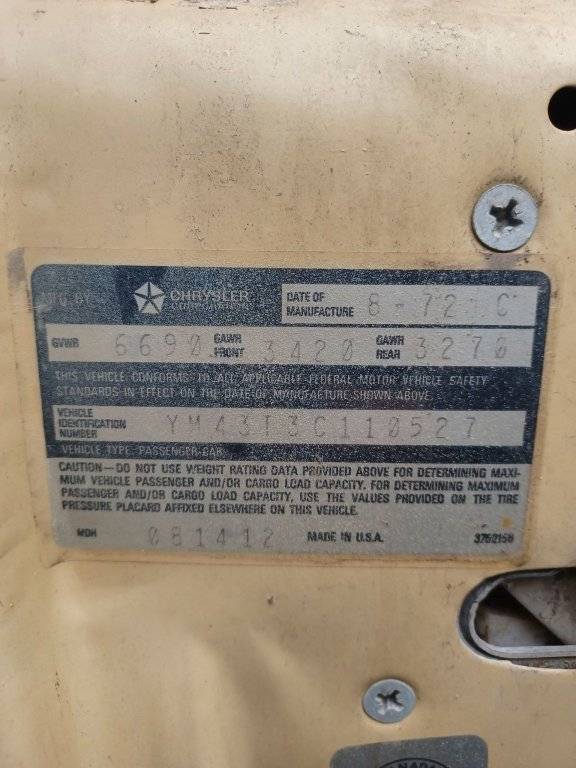 MFG. BY CHRYSLER DATE OF MANUFACTURE 8-72 C
GVWR 6690 GAWR FRONT 3420 GAWR REAR 3270
THIS VEHICLE CONFORMS TO ALL APPLICABLE FEDERAL MOTOR VEHICLE SAFETY
STANDARDS IN EFFECT ON THE DATE OF MANUFACTURE SHOWN ABOVE.
VEHICLE IDENTIFICATION NUMBER YM43T3C110527
VEHICLE TYPE: PASSENGER CAR
CAUTION—DO NOT USE WEIGHT RATING DATA PROVIDED ABOVE FOR DETERMINING MAXI-
MUM VEHICLE PASSENGER AND/OR CARGO LOAD CAPACITY. FOR DETERMINING MAXIMUM
PASSENGER AND/OR CARGO LOAD CAPACITY, USE THE VALUES PROVIDED ON THE TIRE
PRESSURE PLACARD AFFIXED ELSEWHERE ON THIS VEHICLE.
MDH 081412 MADE IN U.S.A. 3752156